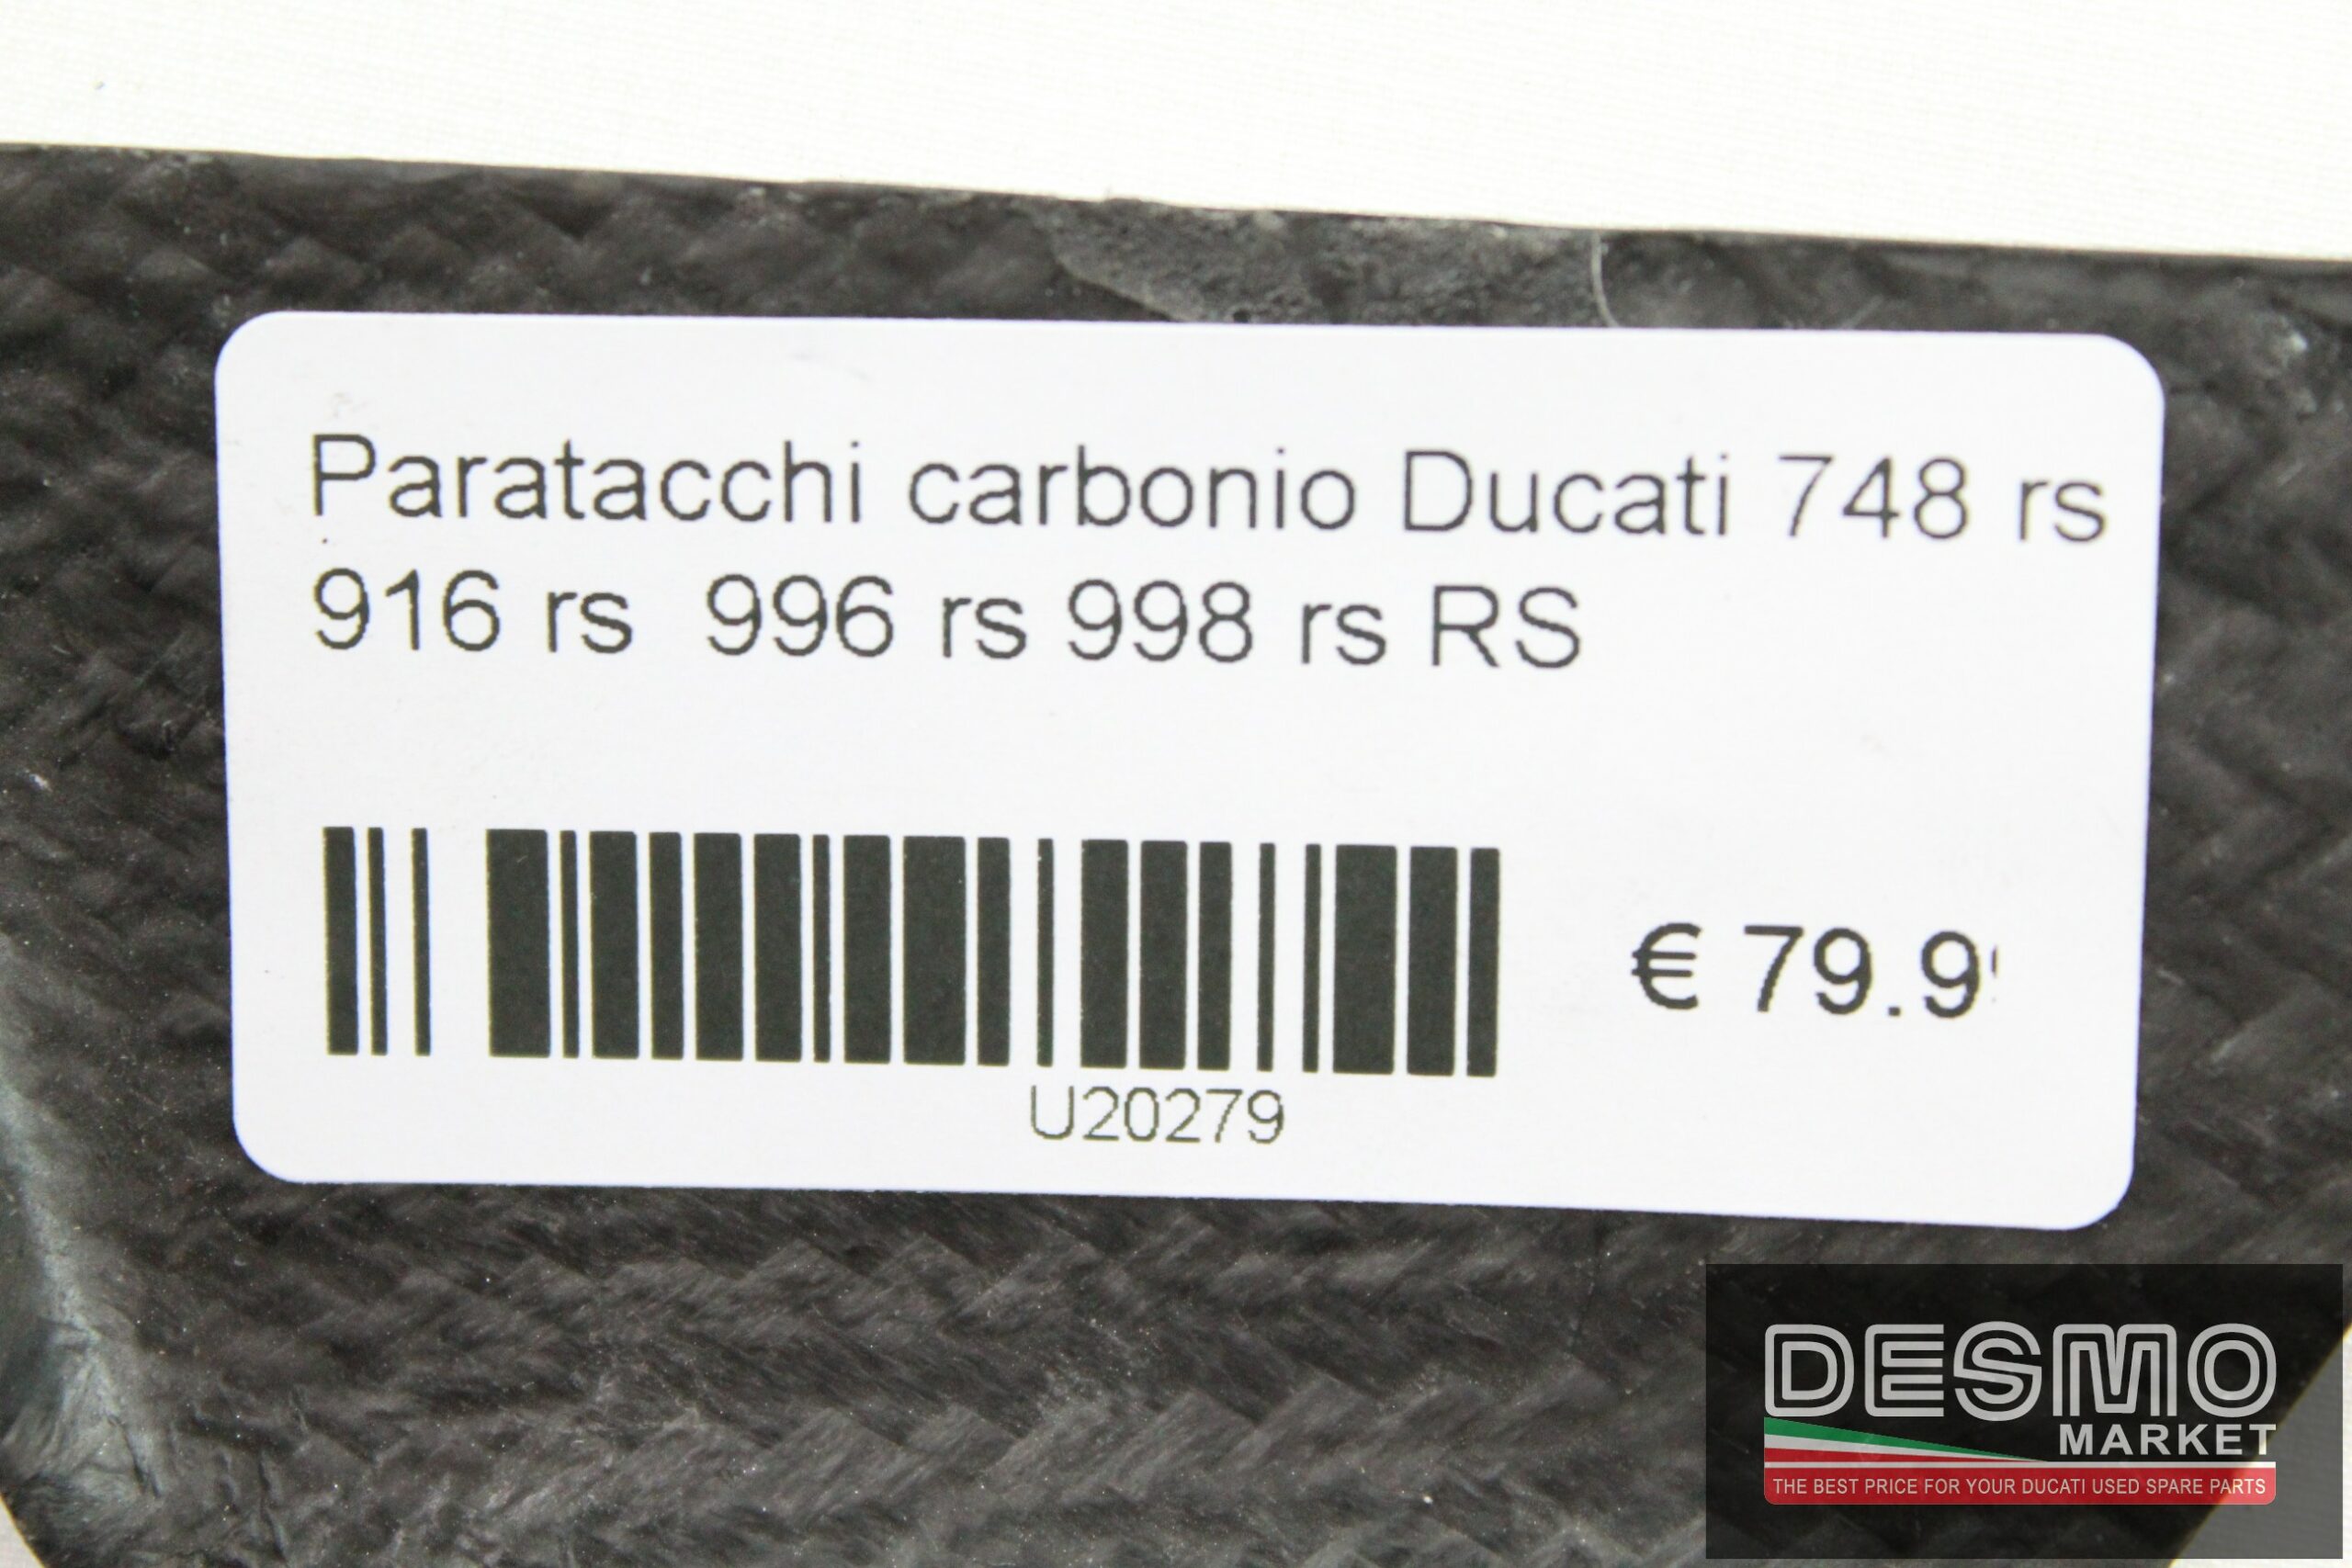 Paratacchi carbonio Ducati 748 rs
916 rs  996 rs 998 rs RS
€ 79.9
U20279
DESMO
MARKET
THE BEST PRICE FOR YOUR DUCATI USED SPARE PARTS